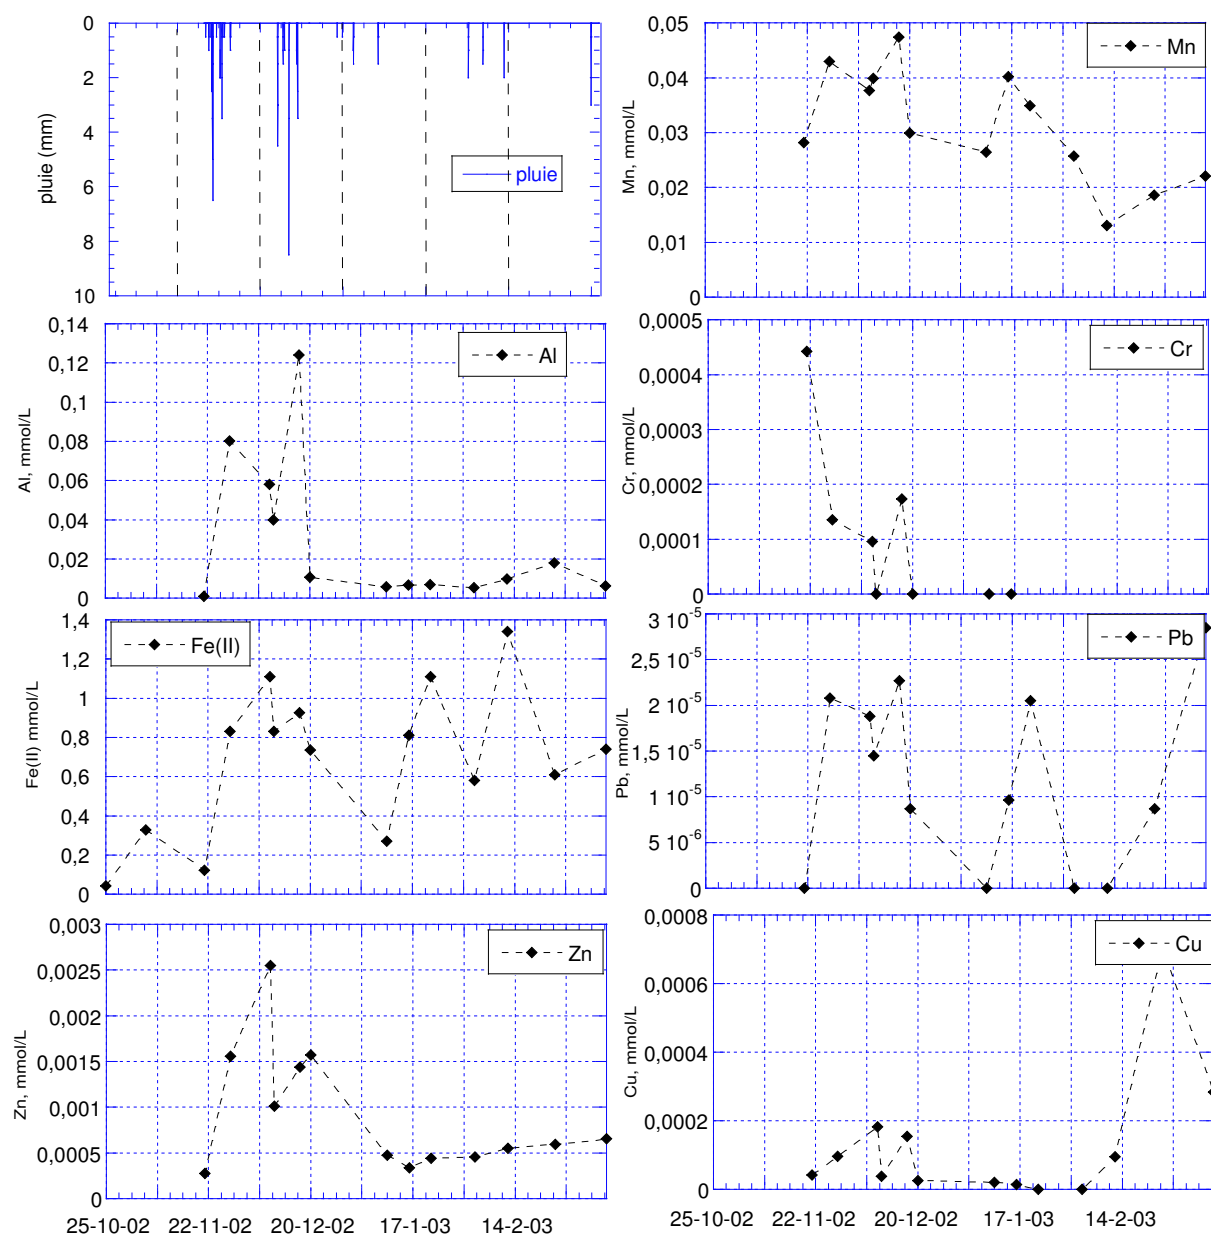 0
2
4
6
8
10
pluie (mm)
pluie
0,05
0,04
0,03
0,02
0,01
0
Mn, mmol/L
Mn
0,14
0,12
0,1
0,08
0,06
0,04
0,02
0
Al, mmol/L
Al
0,0005
0,0004
0,0003
0,0002
0,0001
0
Cr, mmol/L
Cr
1,4
1,2
1
0,8
0,6
0,4
0,2
0
Fe(II) mmol/L
Fe(II)
3 10⁻⁵
2,5 10⁻⁵
2 10⁻⁵
1,5 10⁻⁵
1 10⁻⁵
5 10⁻⁶
0
Pb, mmol/L
Pb
0,003
0,0025
0,002
0,0015
0,001
0,0005
0
Zn, mmol/L
Zn
25-10-02 22-11-02 20-12-02 17-1-03 14-2-03
0,0008
0,0006
0,0004
0,0002
0
Cu, mmol/L
Cu
25-10-02 22-11-02 20-12-02 17-1-03 14-2-03